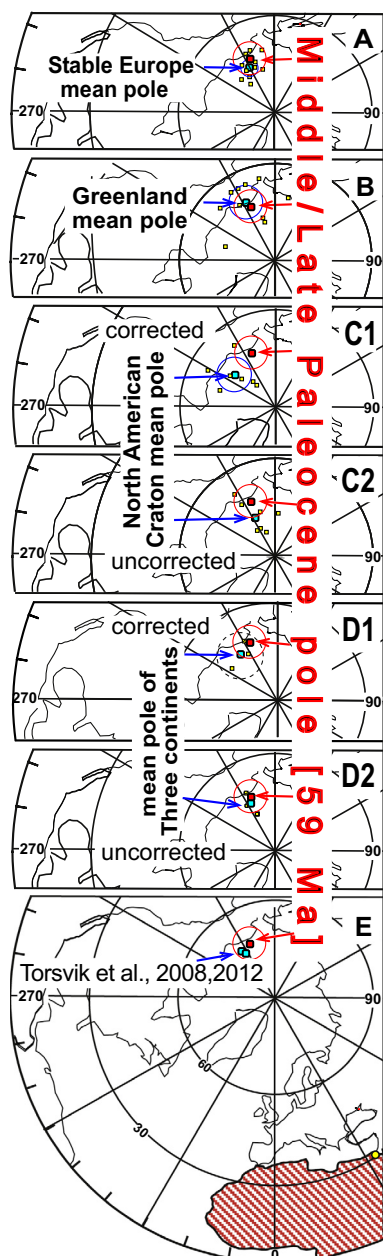 A
Stable Europe
mean pole
270
90
B
Greenland
mean pole
270
90
C1
corrected
270
90
North American
Craton mean pole
C2
uncorrected
270
90
D1
corrected
270
90
mean pole of
Three continents
D2
uncorrected
270
90
E
Torsvik et al., 2008,2012
270
90
60
30
0
Middle/Late Paleocene pole [59 Ma]